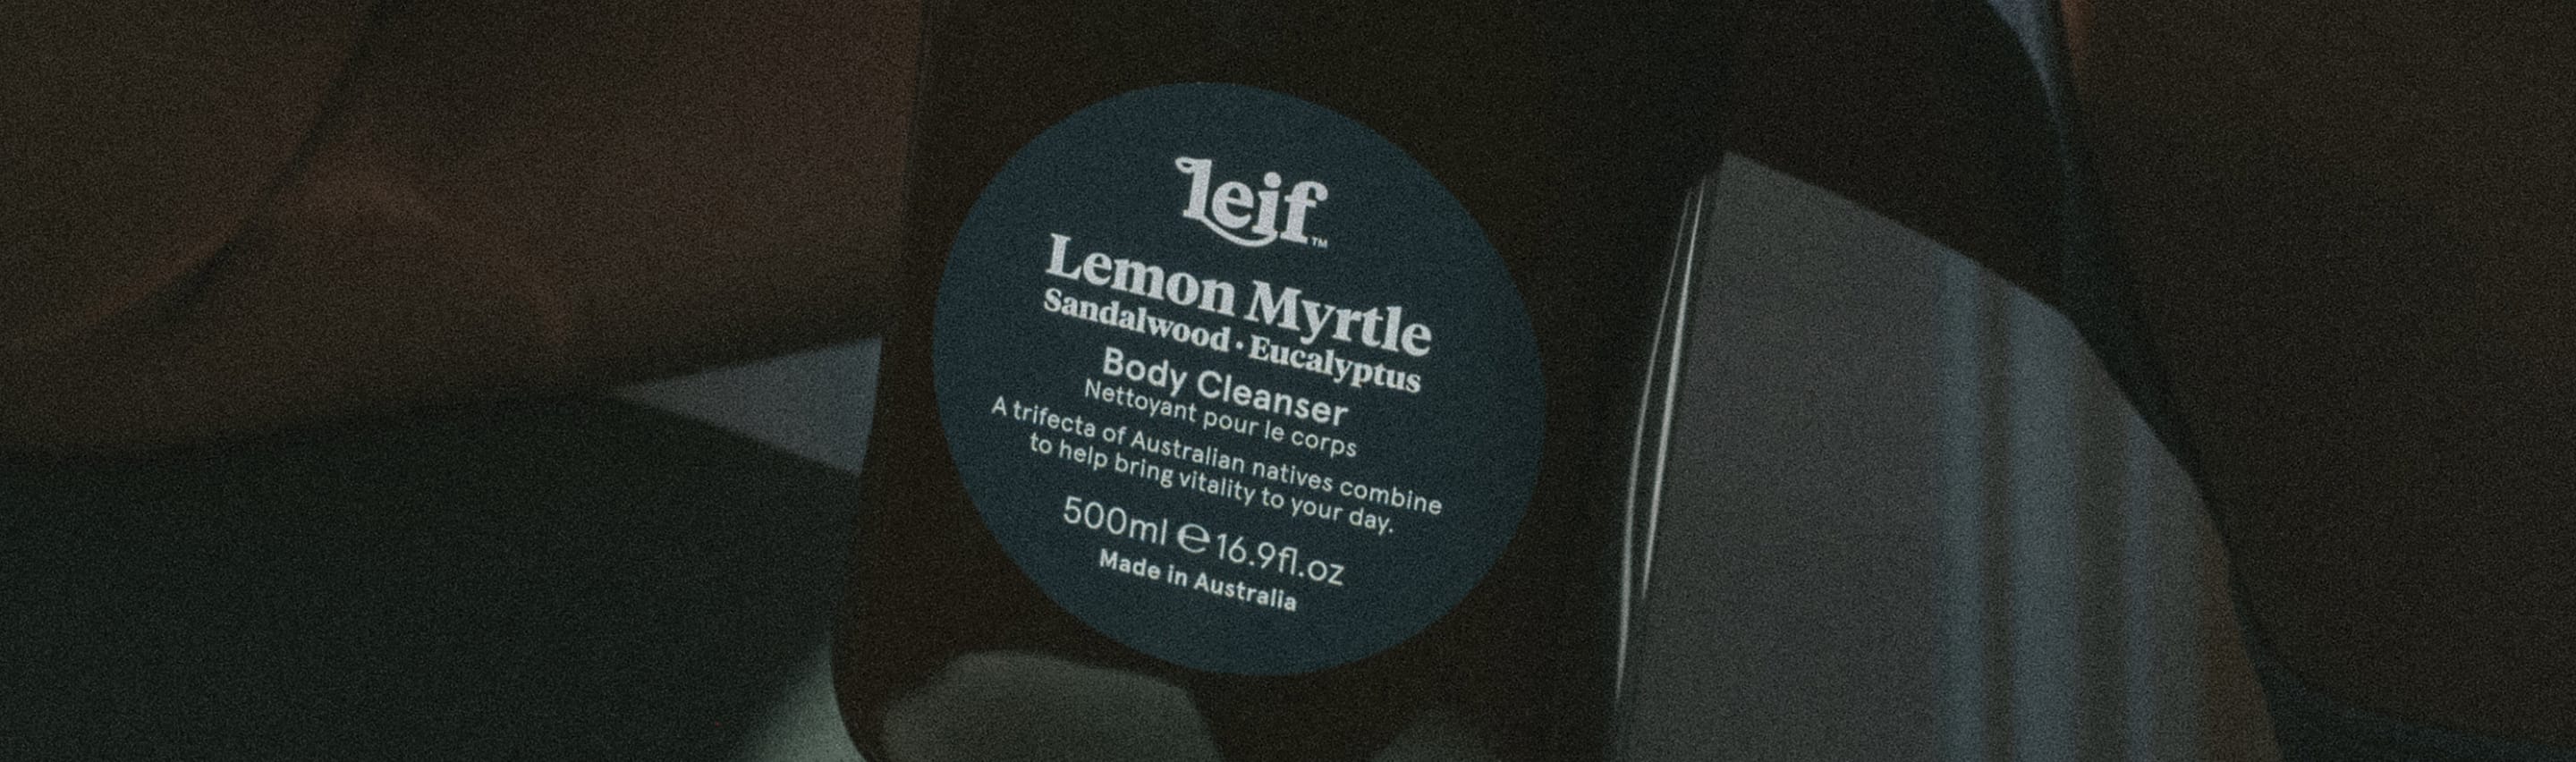 leif™
Lemon Myrtle
Sandalwood · Eucalyptus
Body Cleanser
Nettoyant pour le corps
A trifecta of Australian natives combine
to help bring vitality to your day.
500ml ℮ 16.9fl.oz
Made in Australia